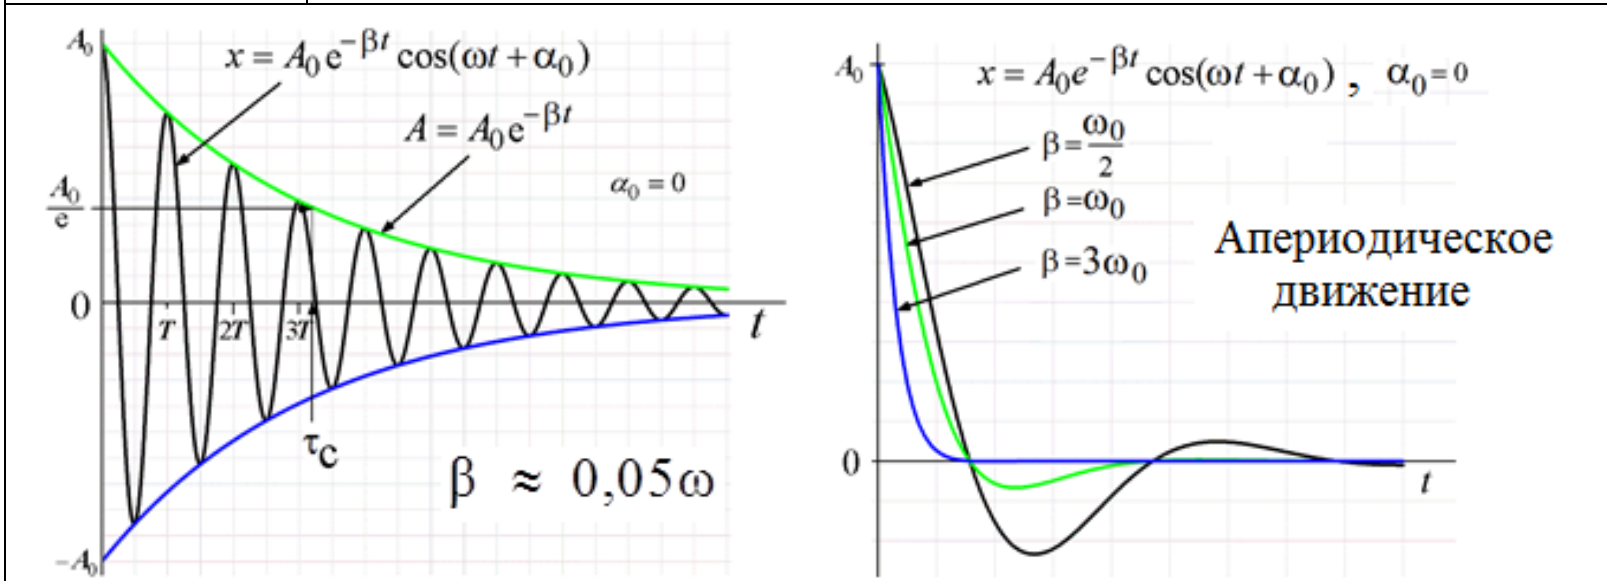 A₀
x = A₀e^{−βt} cos(ωt + α₀)
A = A₀e^{−βt}
α₀ = 0
A₀
e
0
T 2T 3T
t
τ_c
β ≈ 0,05ω
−A₀
A₀
x = A₀e^{−βt} cos(ωt + α₀) , α₀ = 0
β = ω₀/2
β = ω₀
β = 3ω₀
Апериодическое
движение
0
t